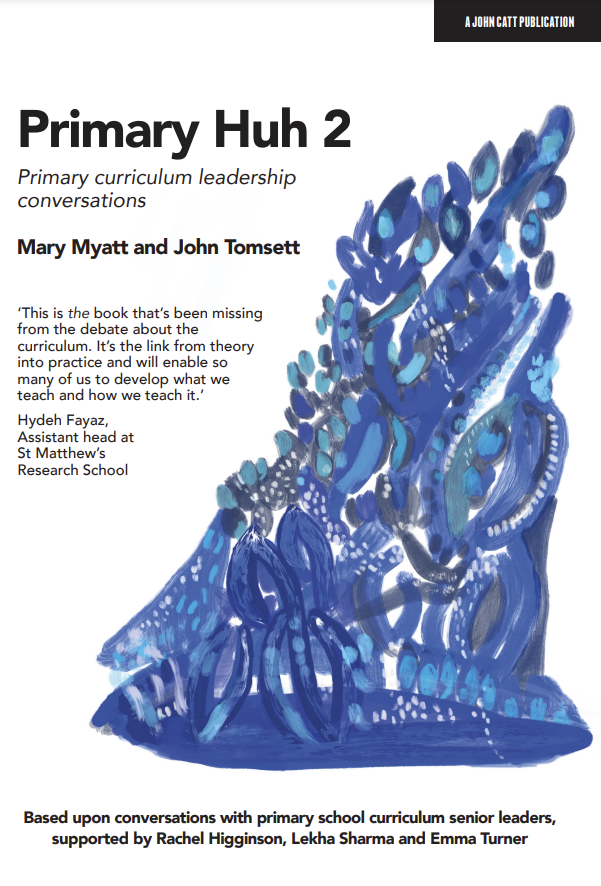 A JOHN CATT PUBLICATION
Primary Huh 2
Primary curriculum leadership
conversations
Mary Myatt and John Tomsett
‘This is the book that’s been missing
from the debate about the
curriculum. It’s the link from theory
into practice and will enable so
many of us to develop what we
teach and how we teach it.’
Hydeh Fayaz,
Assistant head at
St Matthew’s
Research School
Based upon conversations with primary school curriculum senior leaders,
supported by Rachel Higginson, Lekha Sharma and Emma Turner